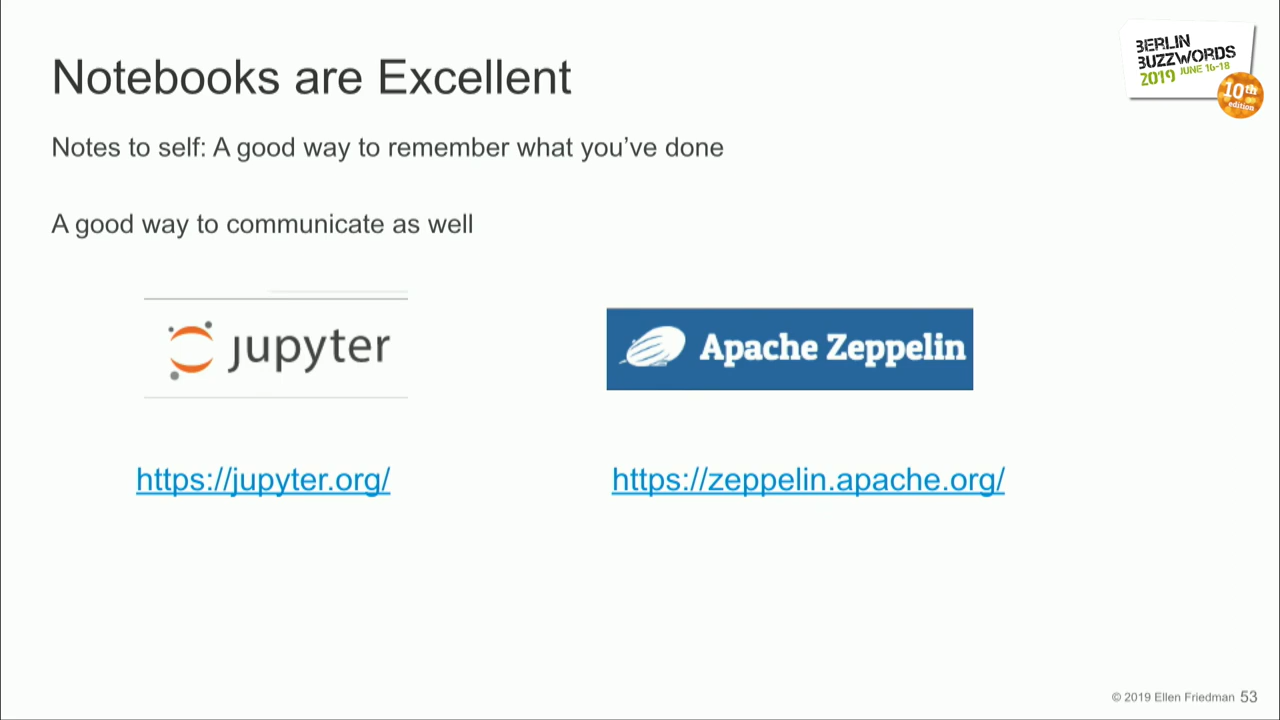 Notebooks are Excellent
BERLIN
BUZZWORDS
2019 JUNE 16-18
10th
edition
Notes to self: A good way to remember what you've done
A good way to communicate as well
jupyter
Apache Zeppelin
https://jupyter.org/
https://zeppelin.apache.org/
© 2019 Ellen Friedman 53